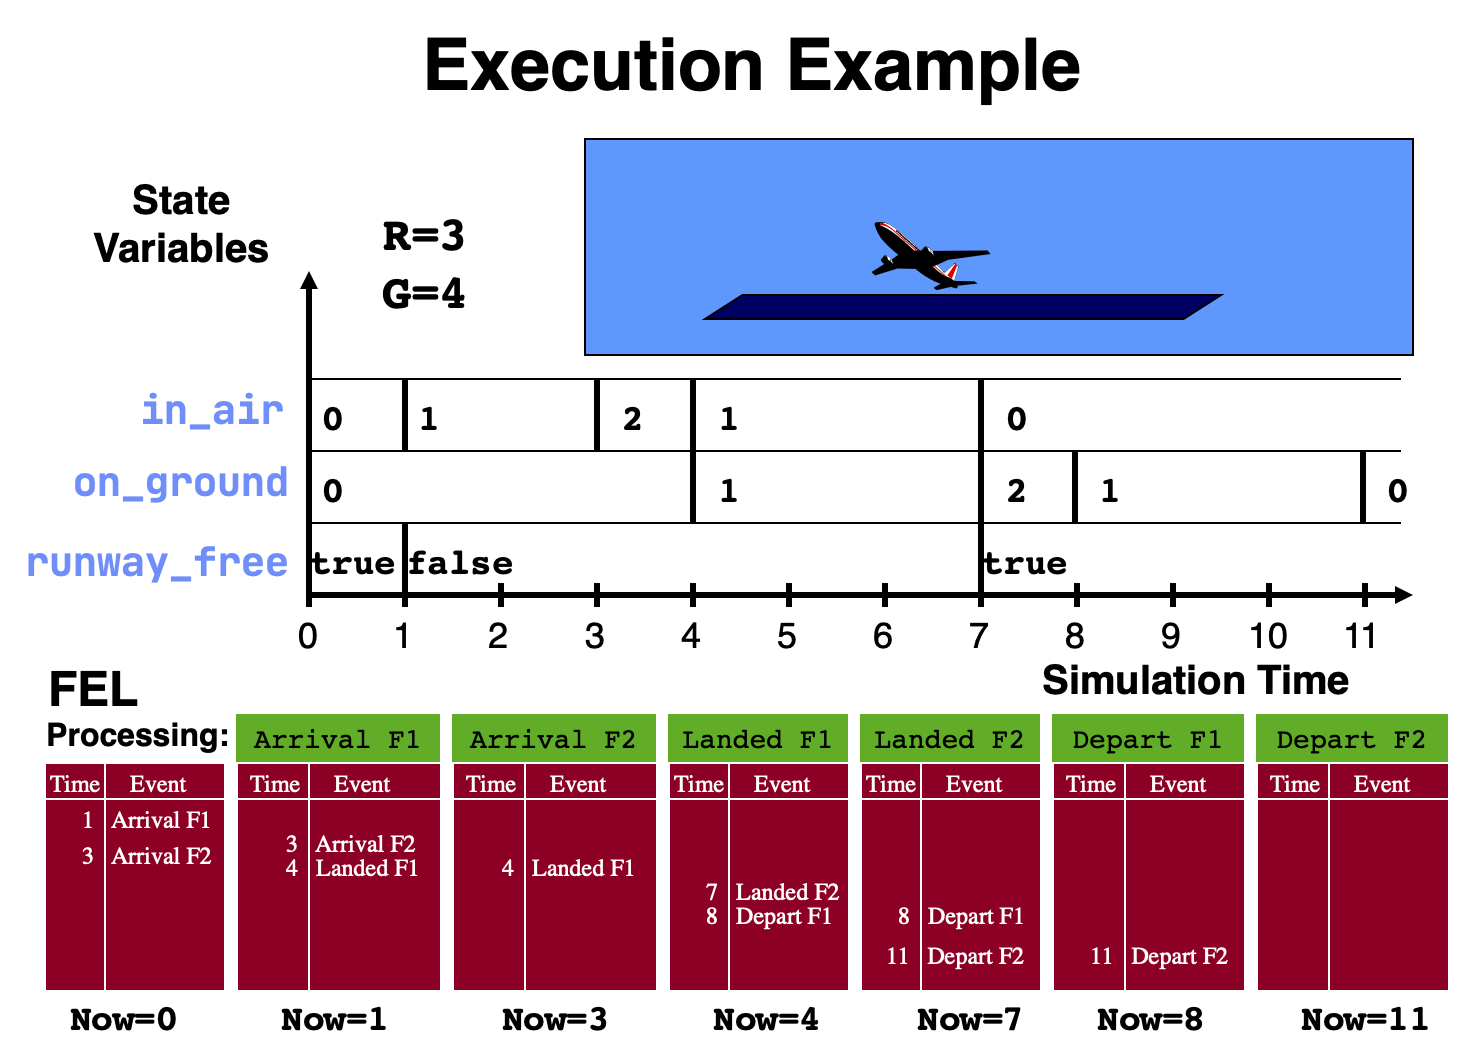 Execution Example
State
Variables
R=3
G=4
in_air 0 1 2 1 0
on_ground 0 1 2 1 0
runway_free true false true
0 1 2 3 4 5 6 7 8 9 10 11
Simulation Time
FEL
Processing: Arrival F1 Arrival F2 Landed F1 Landed F2 Depart F1 Depart F2
Time Event
1 Arrival F1
3 Arrival F2
Now=0
Time Event
3 Arrival F2
4 Landed F1
Now=1
Time Event
4 Landed F1
Now=3
Time Event
7 Landed F2
8 Depart F1
Now=4
Time Event
8 Depart F1
11 Depart F2
Now=7
Time Event
11 Depart F2
Now=8
Time Event
Now=11